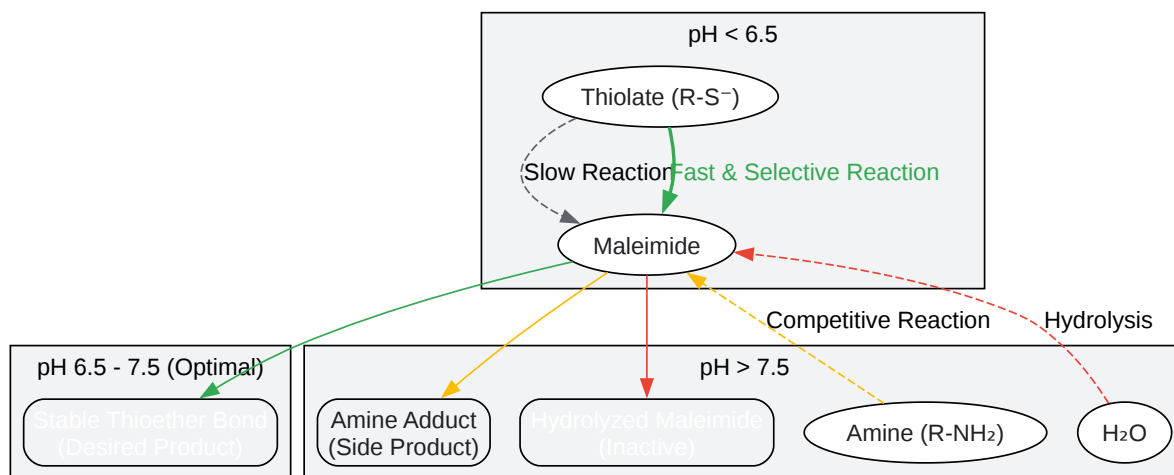 pH < 6.5
Thiolate (R-S⁻)
Slow Reaction
Fast & Selective Reaction
Maleimide
Competitive Reaction
Hydrolysis
pH 6.5 - 7.5 (Optimal)
Stable Thioether Bond
(Desired Product)
pH > 7.5
Amine Adduct
(Side Product)
Hydrolyzed Maleimide
(Inactive)
Amine (R-NH₂)
H₂O